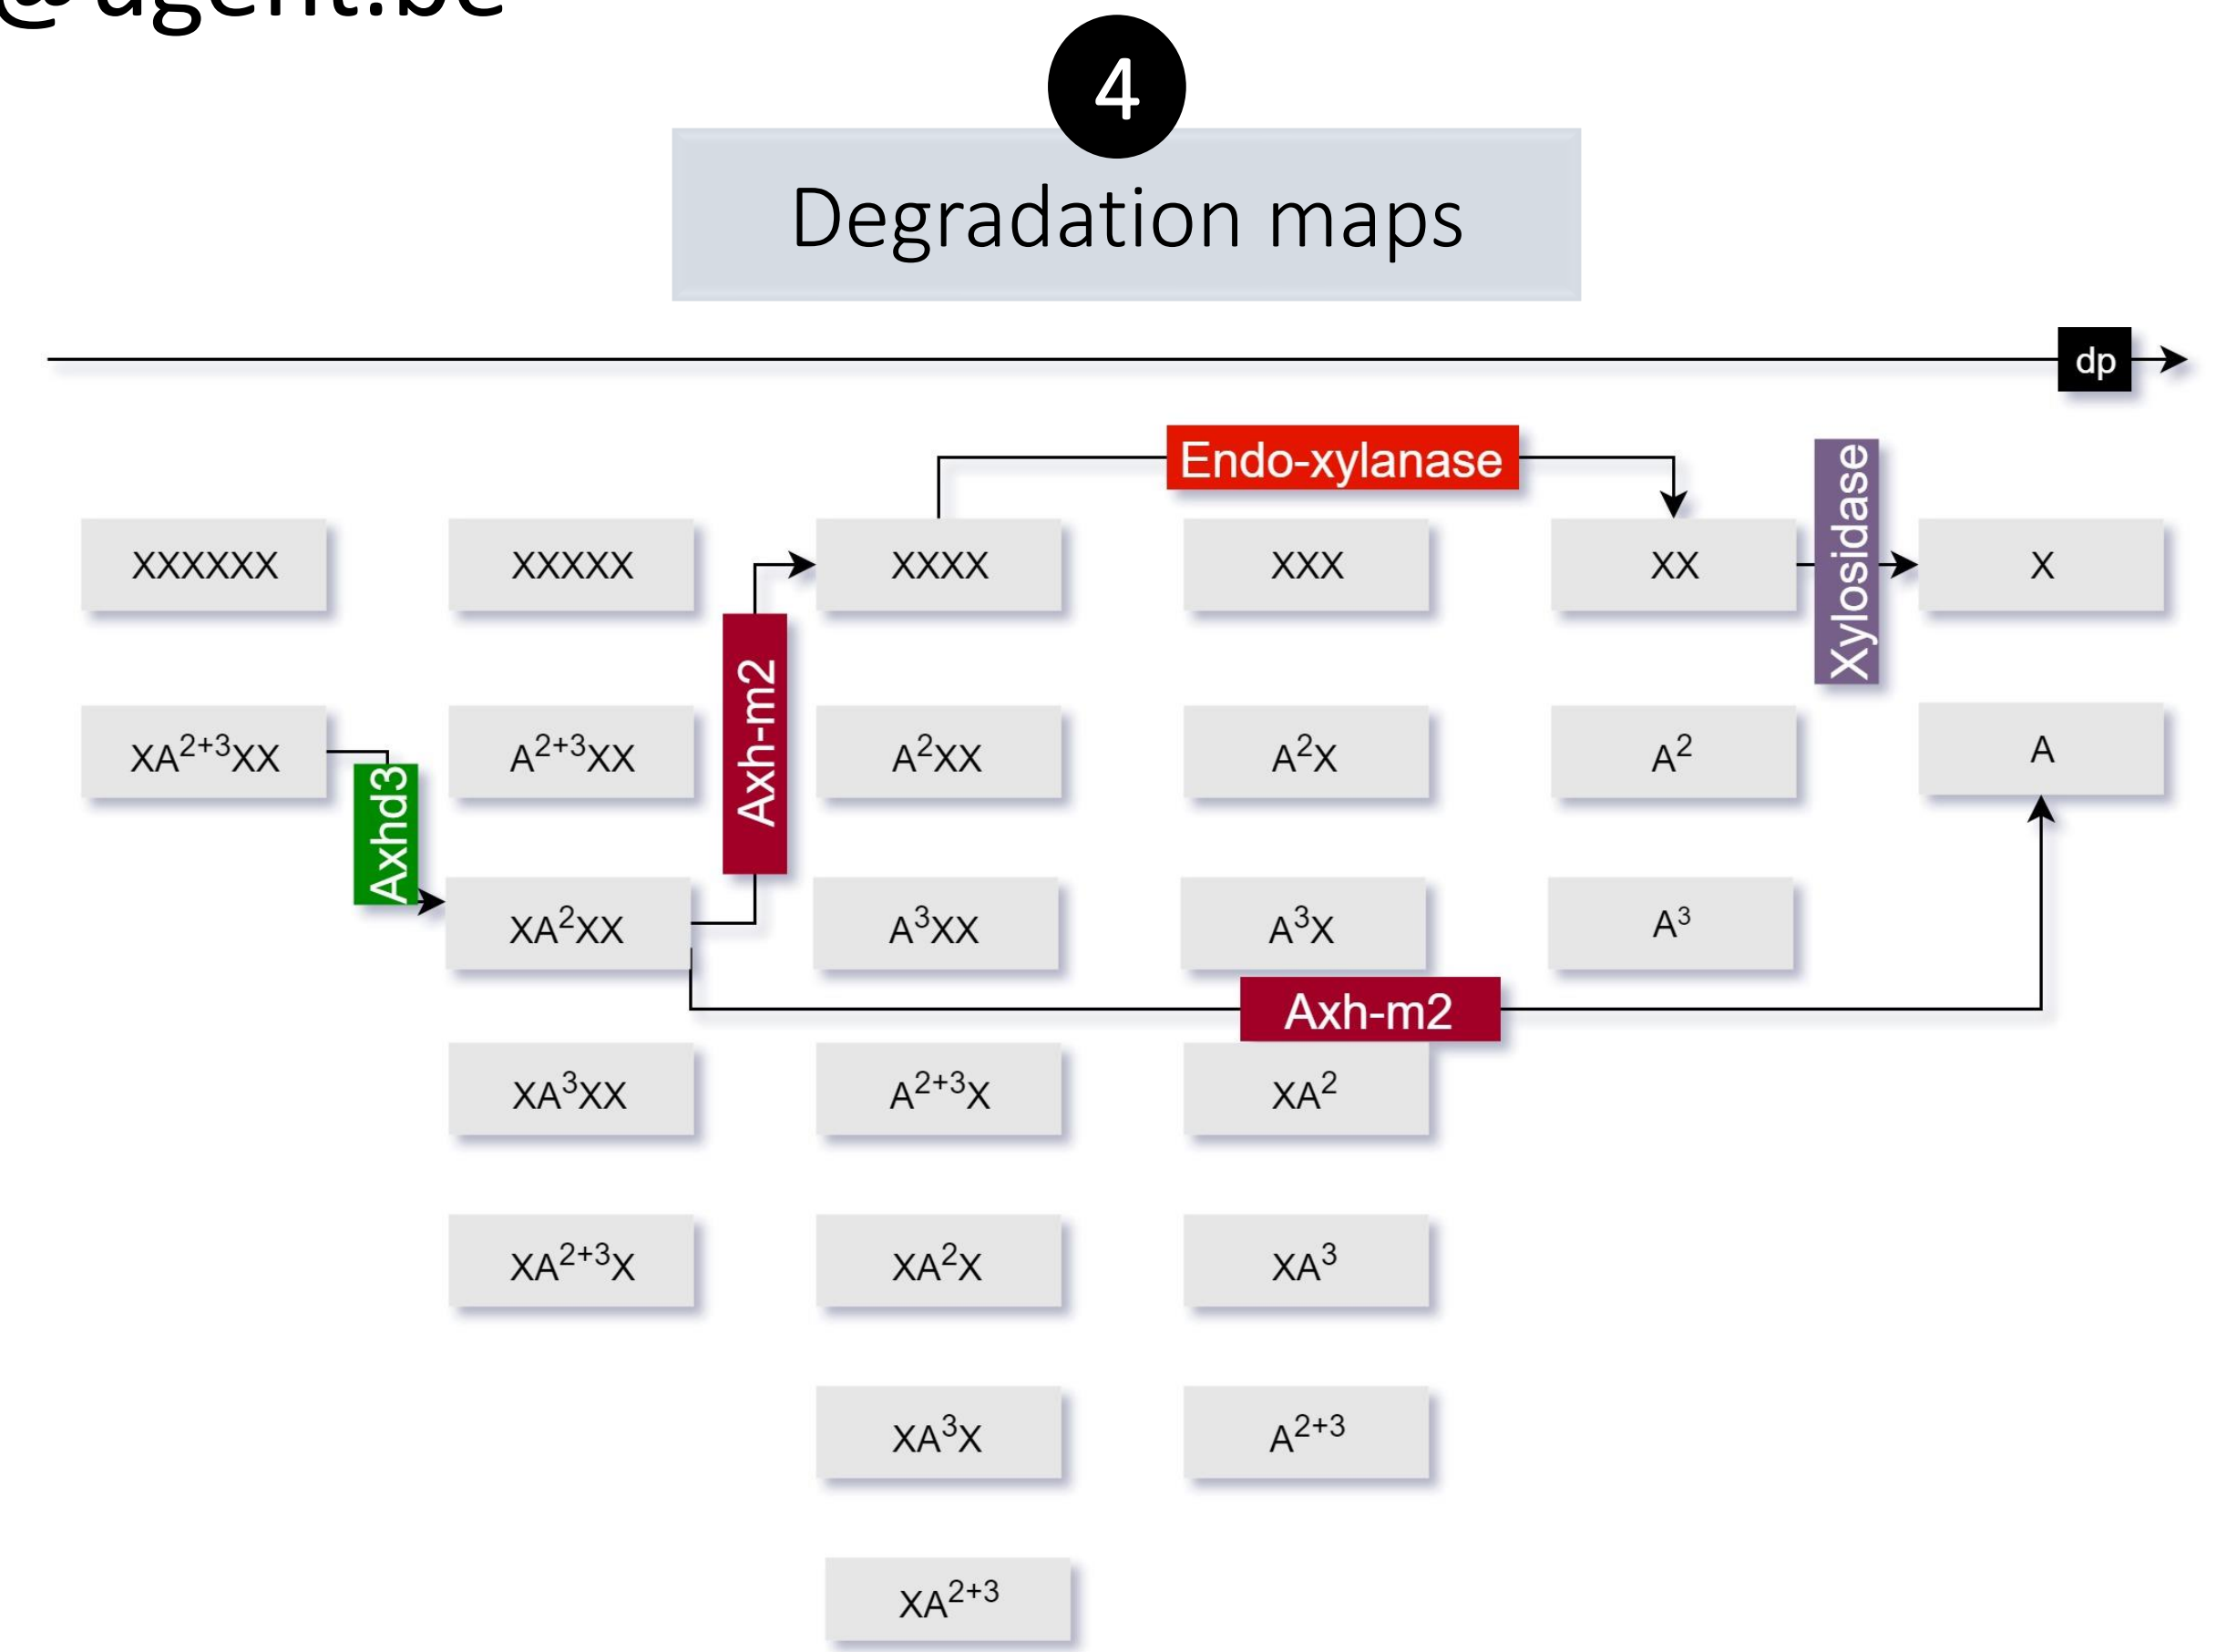 @ugent.be
4
Degradation maps
dp
Endo-xylanase
Xylosidase
XXXXXX
XXXXX
XXXX
XXX
XX
X
Axh-m2
XA²⁺³XX
A²⁺³XX
A²XX
A²X
A²
A
Axhd3
XA²XX
A³XX
A³X
A³
Axh-m2
XA³XX
A²⁺³X
XA²
XA²⁺³X
XA²X
XA³
XA³X
A²⁺³
XA²⁺³